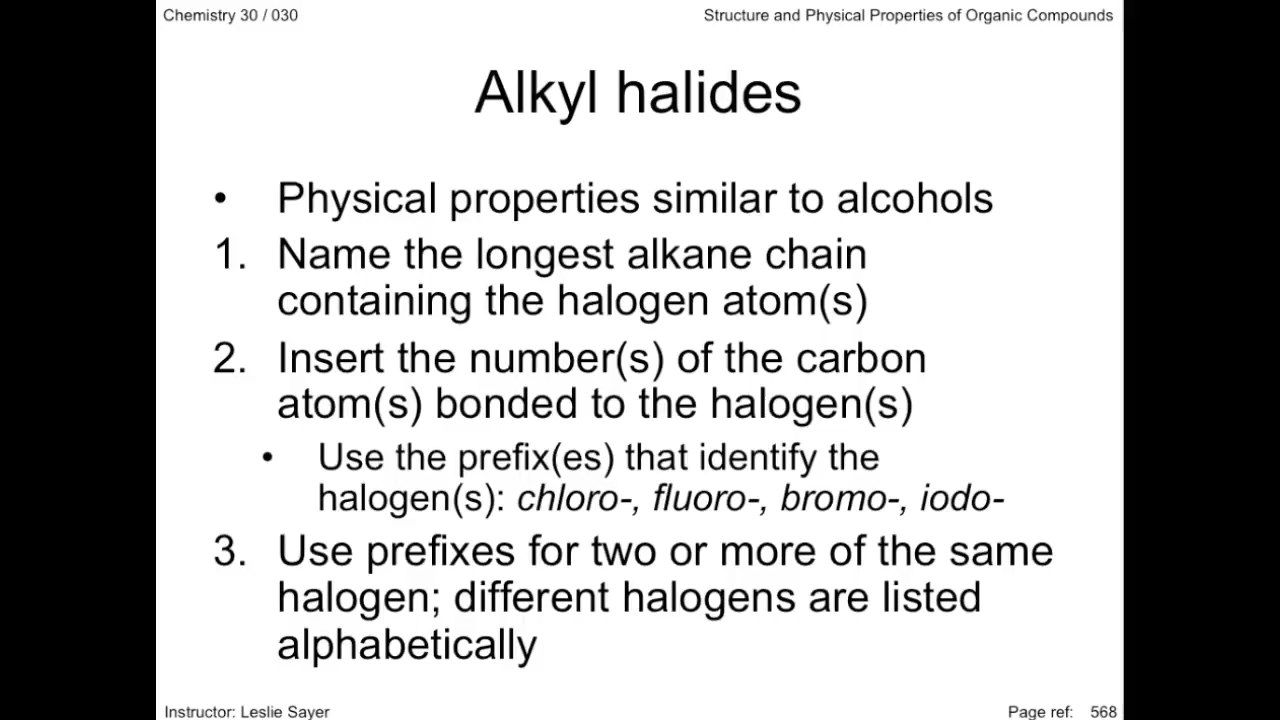 Chemistry 30 / 030
Structure and Physical Properties of Organic Compounds
Alkyl halides
• Physical properties similar to alcohols
1. Name the longest alkane chain
containing the halogen atom(s)
2. Insert the number(s) of the carbon
atom(s) bonded to the halogen(s)
• Use the prefix(es) that identify the
halogen(s): chloro-, fluoro-, bromo-, iodo-
3. Use prefixes for two or more of the same
halogen; different halogens are listed
alphabetically
Instructor: Leslie Sayer
Page ref: 568